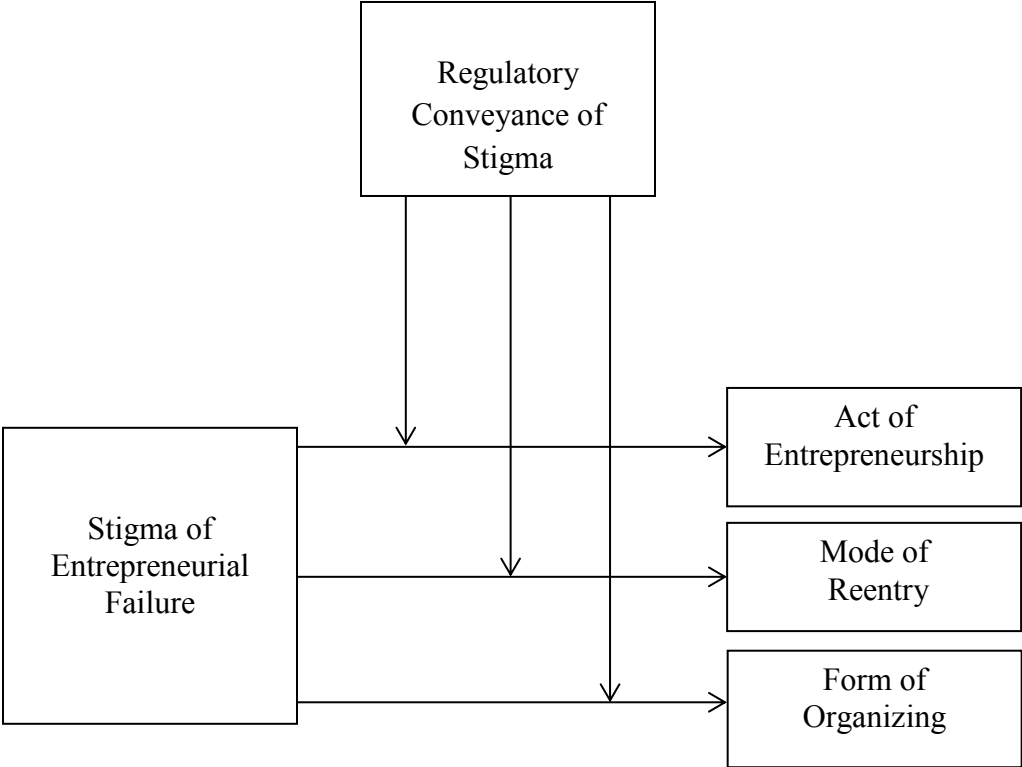 Regulatory
Conveyance of
Stigma
Act of
Entrepreneurship
Stigma of
Entrepreneurial
Failure
Mode of
Reentry
Form of
Organizing